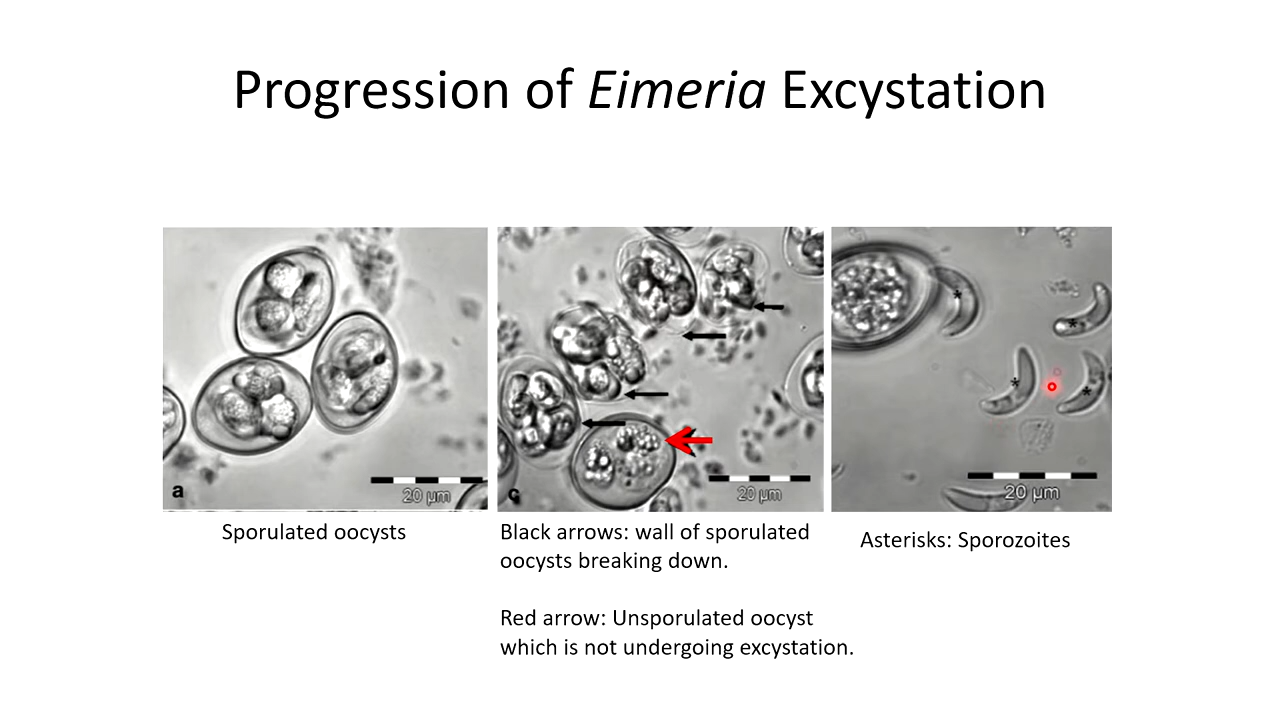 Progression of Eimeria Excystation
a
20 µm
c
20 µm
*
*
*
*
20 µm
Sporulated oocysts
Black arrows: wall of sporulated
oocysts breaking down.
Red arrow: Unsporulated oocyst
which is not undergoing excystation.
Asterisks: Sporozoites